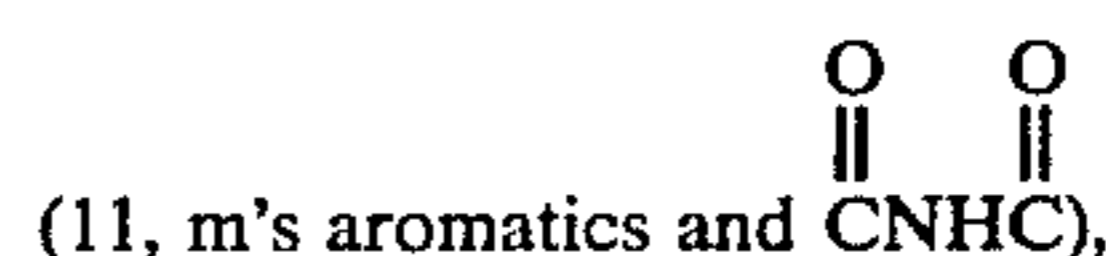 O O
(11, m's aromatics and CNHC),